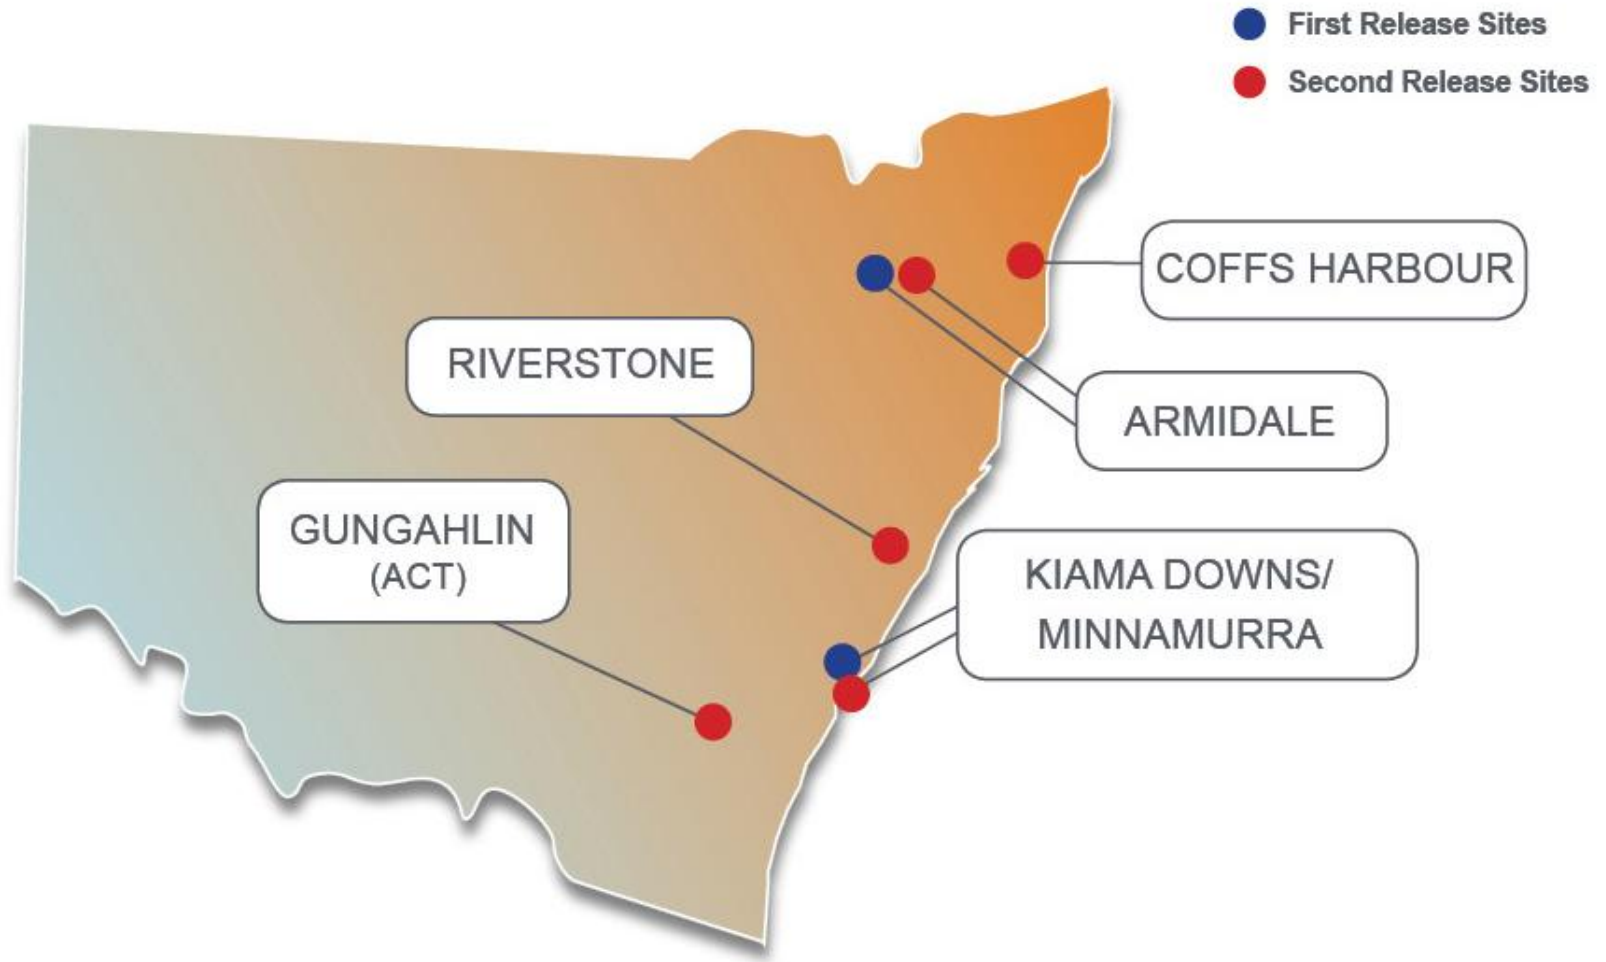 First Release Sites
Second Release Sites
COFFS HARBOUR
RIVERSTONE
ARMIDALE
GUNGAHLIN
(ACT)
KIAMA DOWNS/
MINNAMURRA